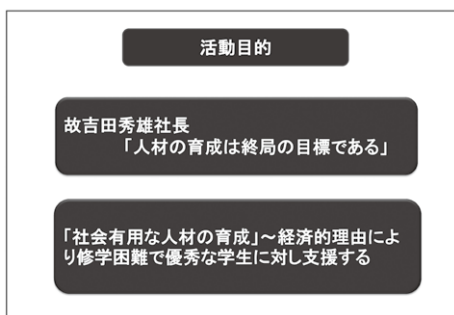 活動目的
故吉田秀雄社長
「人材の育成は終局の目標である」
「社会有用な人材の育成」～経済的理由によ
り修学困難で優秀な学生に対し支援する